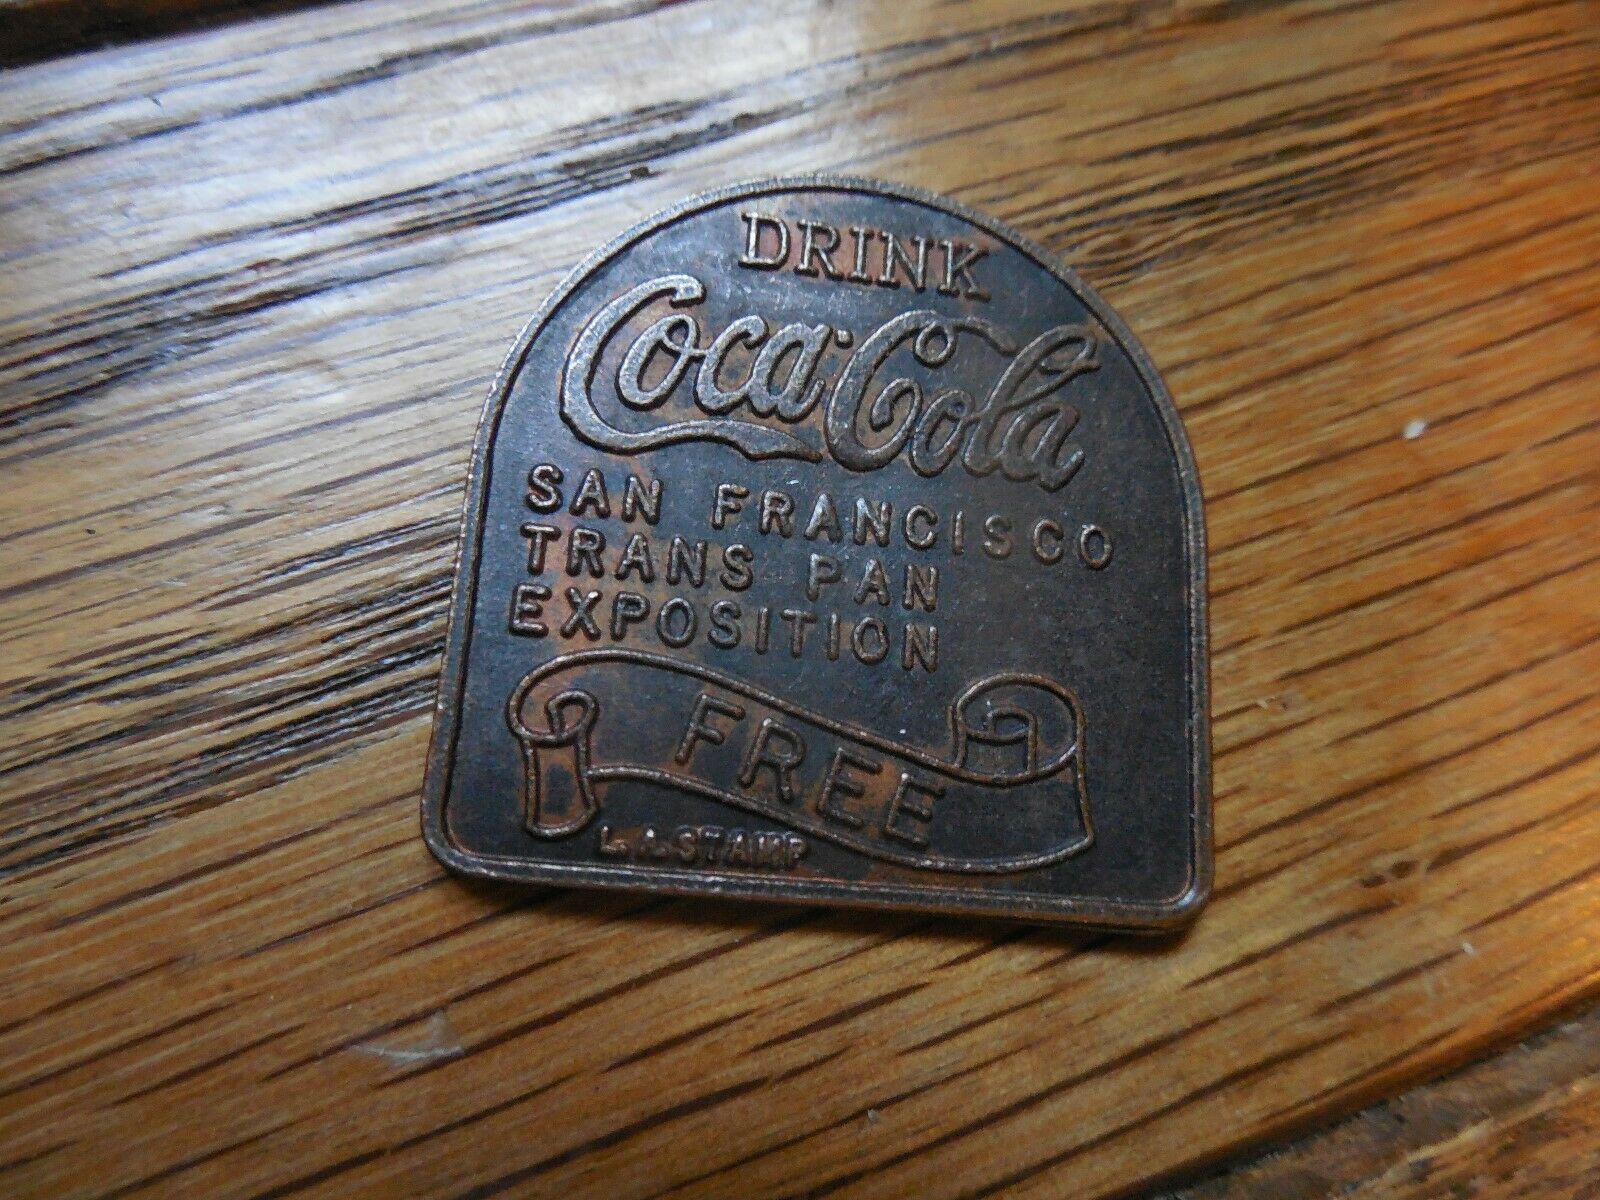 DRINK
Coca-Cola
SAN FRANCISCO
TRANS PAN
EXPOSITION
FREE
L.A. STAMP